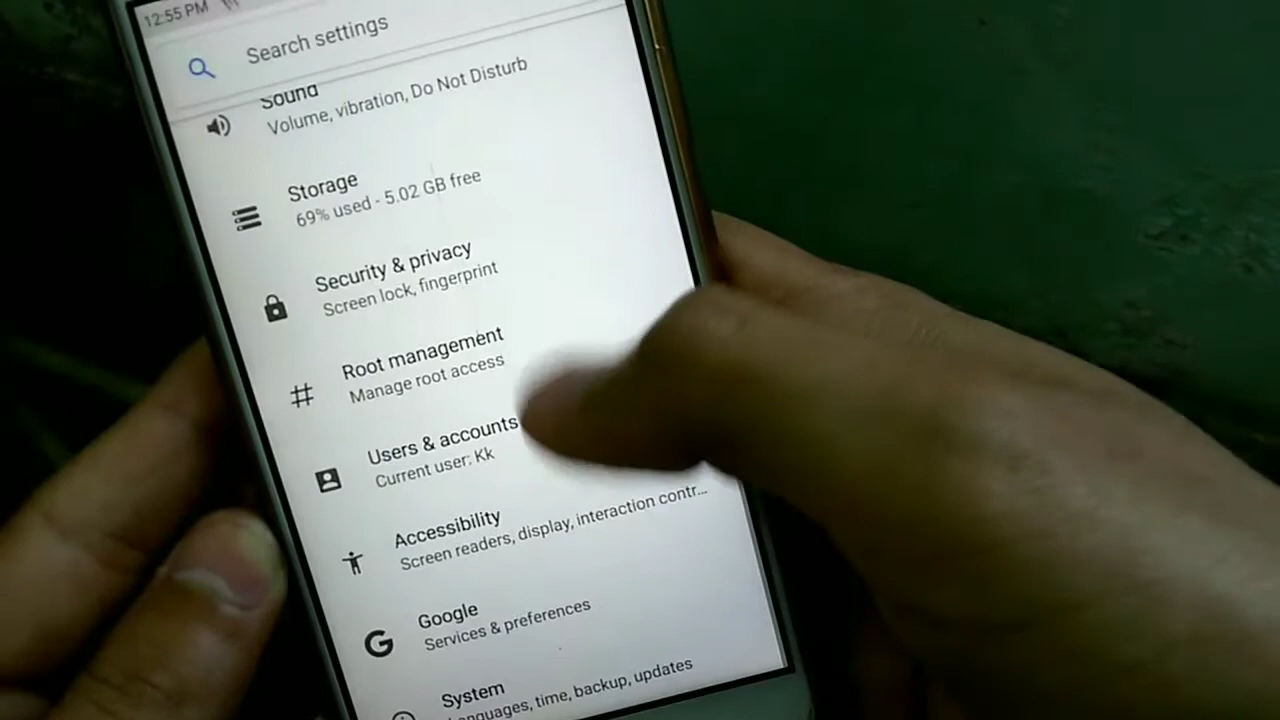 12:55 PM
Search settings
Sound
Volume, vibration, Do Not Disturb
Storage
69% used - 5.02 GB free
Security & privacy
Screen lock, fingerprint
Root management
Manage root access
Users & accounts
Current user: Kk
Accessibility
Screen readers, display, interaction contr...
Google
Services & preferences
System
Languages, time, backup, updates